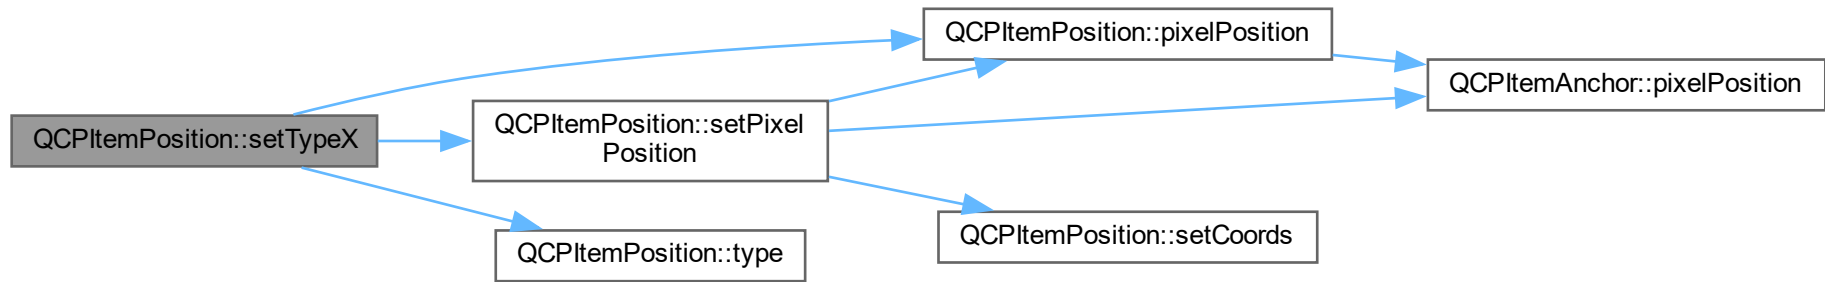 QCPItemPosition::setTypeX
QCPItemPosition::setPixel
Position
QCPItemPosition::type
QCPItemPosition::pixelPosition
QCPItemPosition::setCoords
QCPItemAnchor::pixelPosition